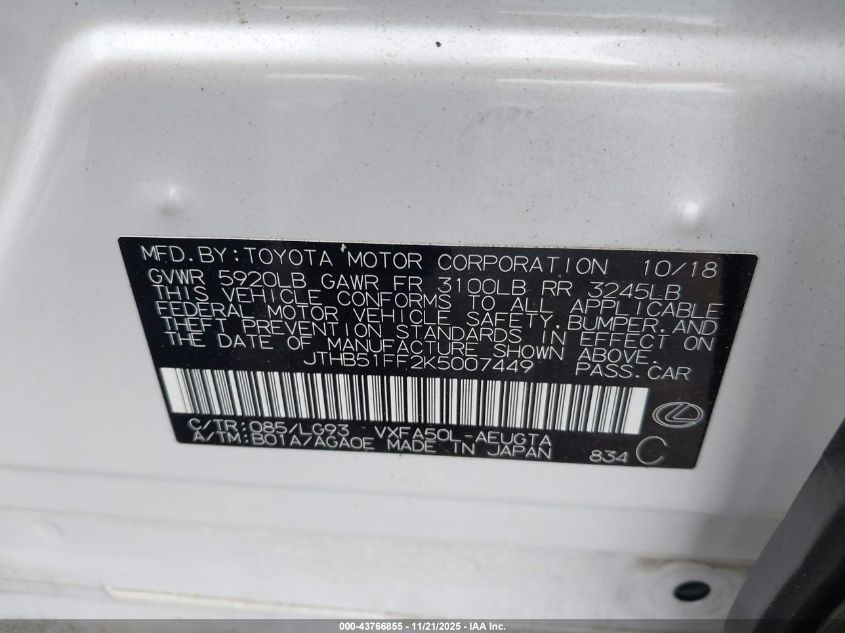 MFD.BY:TOYOTA MOTOR CORPORATION 10/18
GVWR 5920LB GAWR FR 3100LB RR 3245LB
THIS VEHICLE CONFORMS TO ALL APPLICABLE
FEDERAL MOTOR VEHICLE SAFETY,BUMPER,AND
THEFT PREVENTION STANDARDS IN EFFECT ON
THE DATE OF MANUFACTURE SHOWN ABOVE.
JTHB51FF2K5007449 PASS.CAR
C/TR:085/LG93 VXFA50L-AEUGTA
A/TM:B01A/AGA0E MADE IN JAPAN 834 C
000-43766855 - 11/21/2025 - IAA Inc.